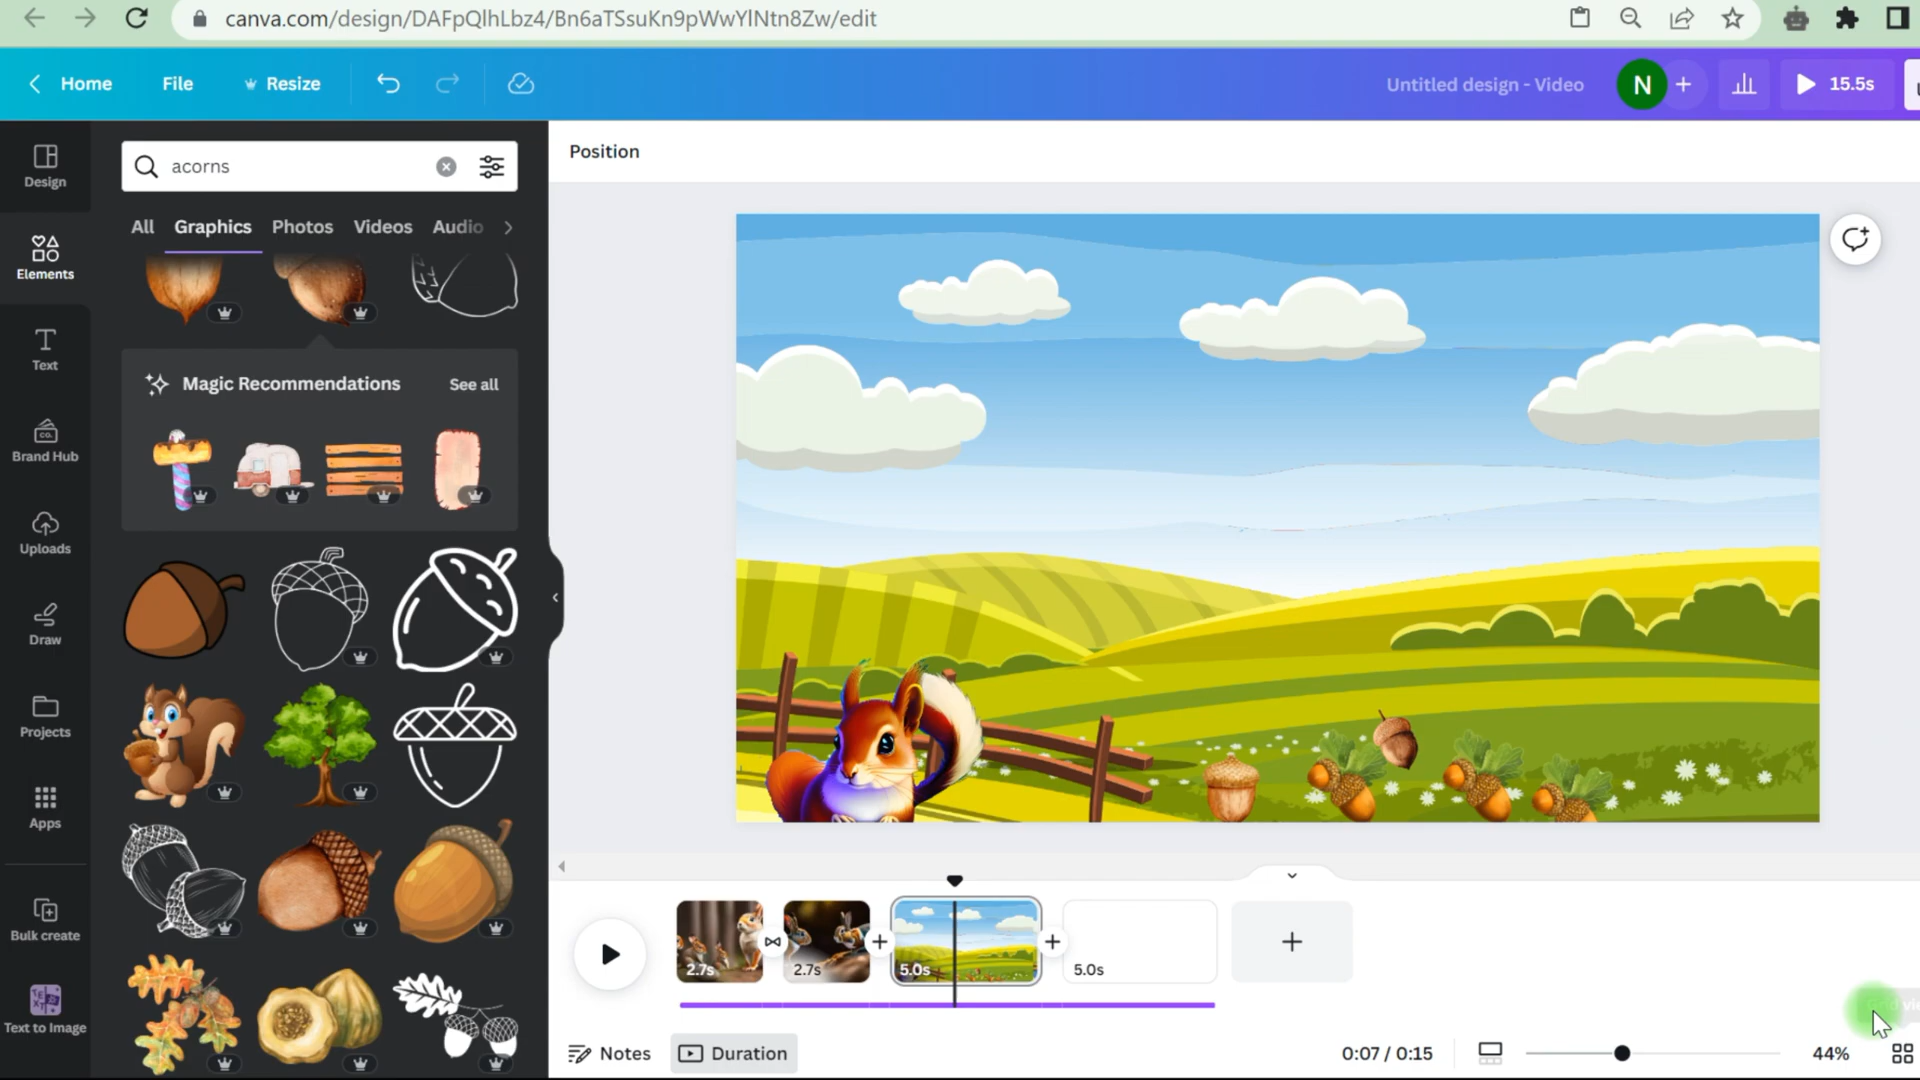 canva.com/design/DAFpQlhLbz4/Bn6aTSsuKn9pWwYlNtn8Zw/edit
Home
File
Resize
Untitled design - Video
N
15.5s
Design
Elements
Text
Brand Hub
Uploads
Draw
Projects
Apps
Bulk create
Text to Image
acorns
All
Graphics
Photos
Videos
Audio
Magic Recommendations
See all
Position
2.7s
2.7s
5.0s
5.0s
Notes
Duration
0:07 / 0:15
44%